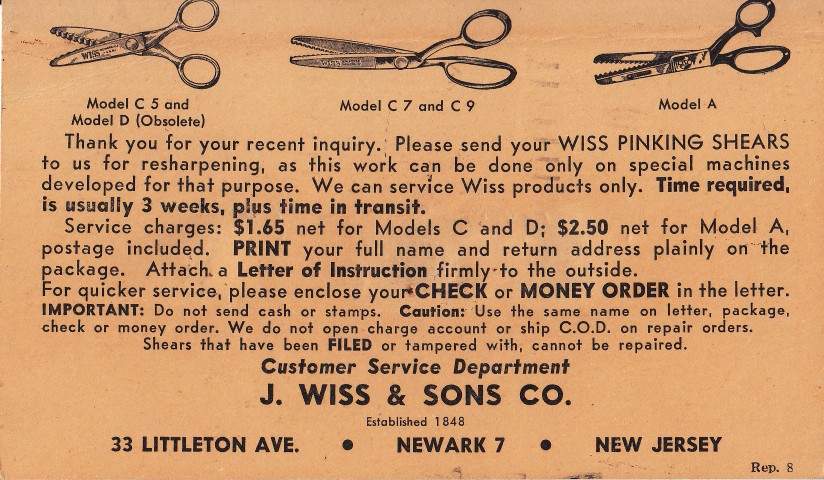 WISS
Model C 5 and
Model D (Obsolete)
Model C 7 and C 9
Model A
Thank you for your recent inquiry. Please send your WISS PINKING SHEARS
to us for resharpening, as this work can be done only on special machines
developed for that purpose. We can service Wiss products only. Time required,
is usually 3 weeks, plus time in transit.
Service charges: $1.65 net for Models C and D; $2.50 net for Model A,
postage included. PRINT your full name and return address plainly on the
package. Attach a Letter of Instruction firmly to the outside.
For quicker service, please enclose your CHECK or MONEY ORDER in the letter.
IMPORTANT: Do not send cash or stamps. Caution: Use the same name on letter, package,
check or money order. We do not open charge account or ship C.O.D. on repair orders.
Shears that have been FILED or tampered with, cannot be repaired.
Customer Service Department
J. WISS & SONS CO.
Established 1848
33 LITTLETON AVE. • NEWARK 7 • NEW JERSEY
Rep. 8